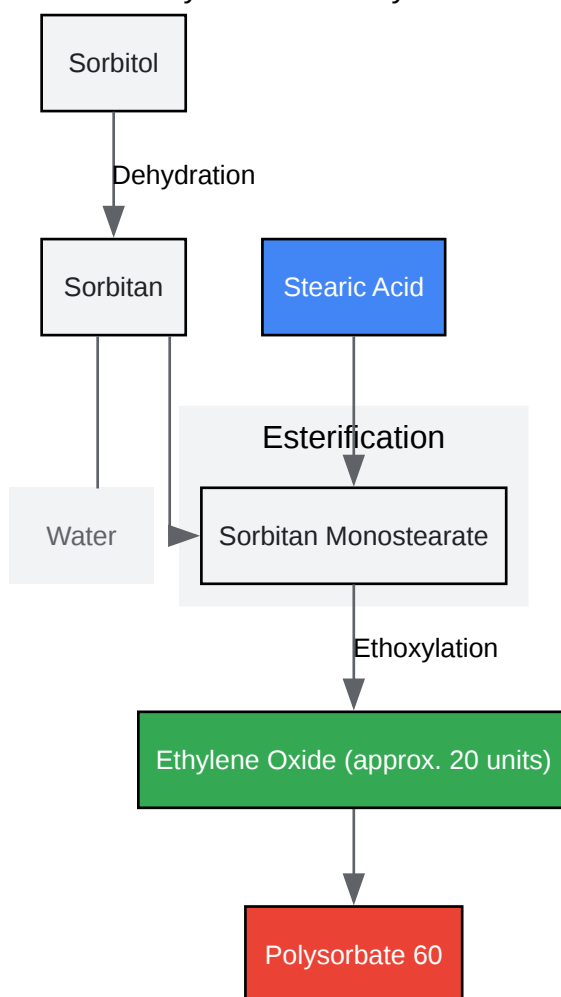 Sorbitol
Dehydration
Sorbitan
Stearic Acid
Esterification
Water
Sorbitan Monostearate
Ethoxylation
Ethylene Oxide (approx. 20 units)
Polysorbate 60